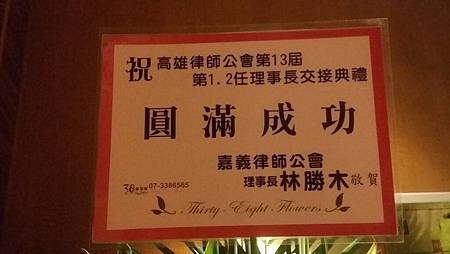 祝 高雄律師公會第13屆
第1.2任理事長交接典禮
圓滿成功
嘉義律師公會
理事長 林勝木 敬賀
38 07-3386565
Thirty-Eight Flowers